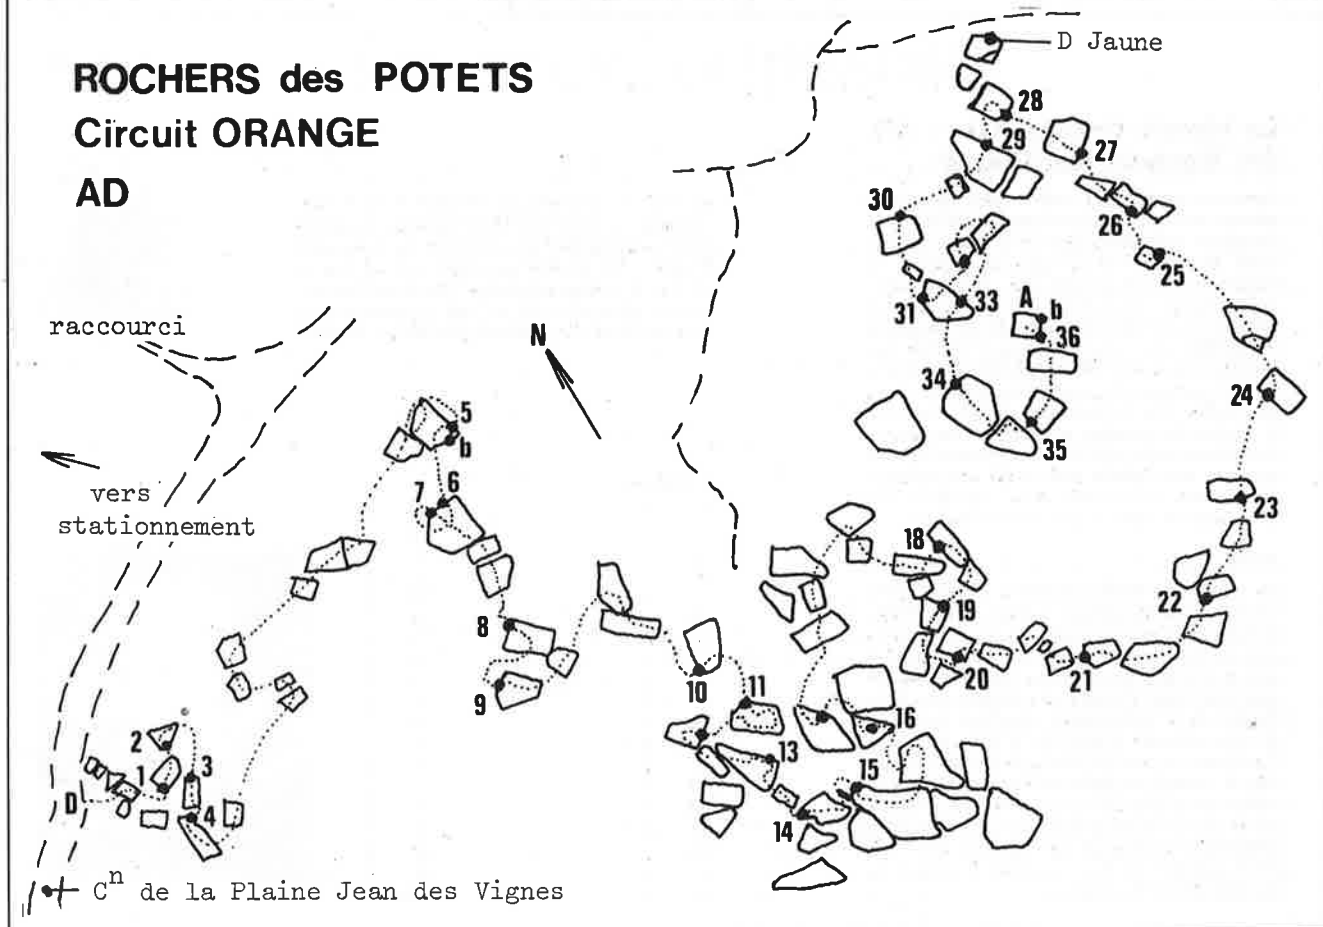 ROCHERS des POTETS
Circuit ORANGE
AD
D Jaune
28
29
27
30
26
25
31
33
A b
36
raccourci
N
34
24
35
5
b
vers
stationnement
7 6
23
18
19
22
8
20
21
9
10
11
16
2
3
1
13
15
D
4
14
Cⁿ de la Plaine Jean des Vignes